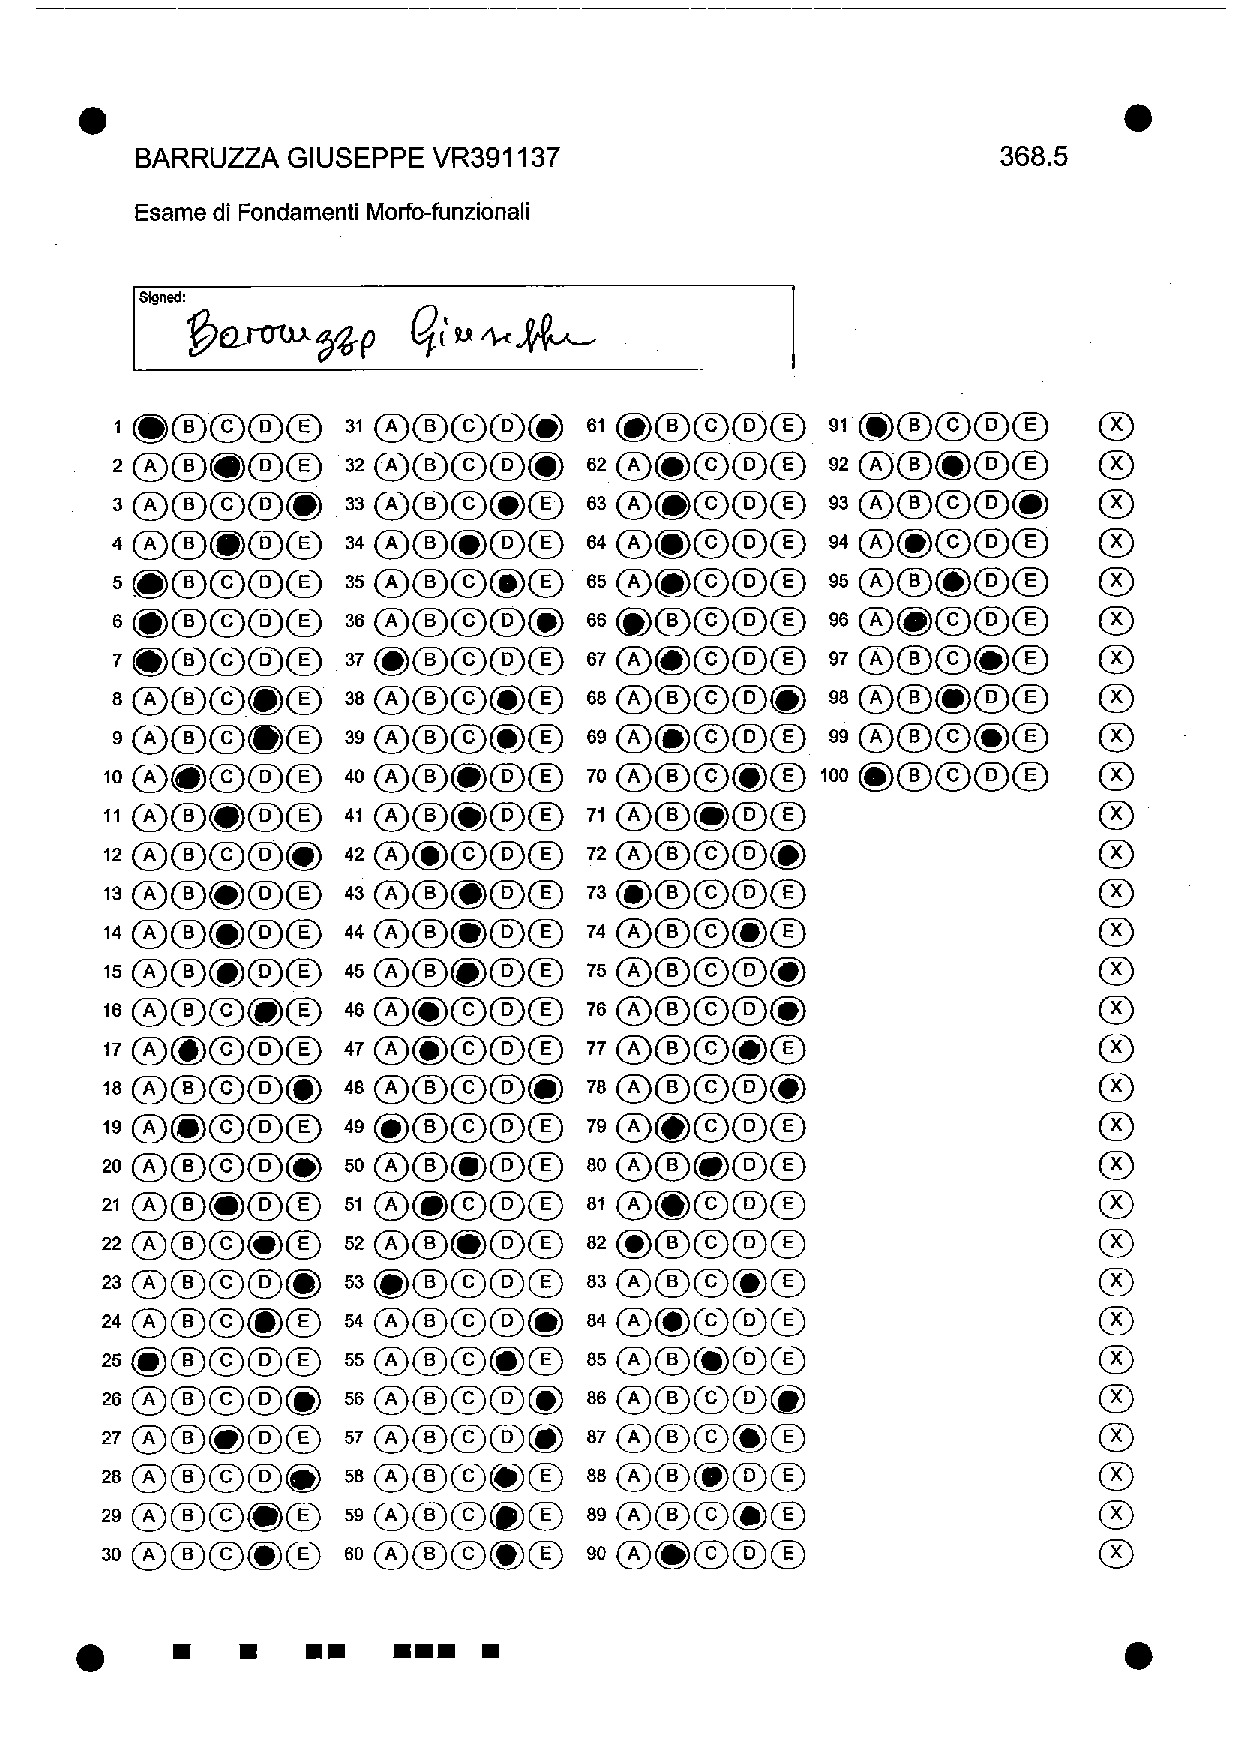 BARRUZZA GIUSEPPE VR391137 368.5
Esame di Fondamenti Morfo-funzionali
Signed:
Barruzza Giuseppe
1 B C D E 31 A B C D 61 B C D E 91 B C D E X
2 A B D E 32 A B C D 62 A C D E 92 A B D E X
3 A B C D 33 A B C E 63 A C D E 93 A B C D X
4 A B D E 34 A B D E 64 A C D E 94 A C D E X
5 B C D E 35 A B C E 65 A C D E 95 A B D E X
6 B C D E 36 A B C D 66 B C D E 96 A C D E X
7 B C D E 37 B C D E 67 A C D E 97 A B C E X
8 A B C E 38 A B C E 68 A B C D 98 A B D E X
9 A B C E 39 A B C E 69 A C D E 99 A B C E X
10 A C D E 40 A B D E 70 A B C E 100 B C D E X
11 A B D E 41 A B D E 71 A B D E X
12 A B C D 42 A C D E 72 A B C D X
13 A B D E 43 A B D E 73 B C D E X
14 A B D E 44 A B D E 74 A B C E X
15 A B D E 45 A B D E 75 A B C D X
16 A B C E 46 A C D E 76 A B C D X
17 A C D E 47 A C D E 77 A B C E X
18 A B C D 48 A B C D 78 A B C D X
19 A C D E 49 B C D E 79 A C D E X
20 A B C D 50 A B D E 80 A B D E X
21 A B D E 51 A C D E 81 A C D E X
22 A B C E 52 A B D E 82 B C D E X
23 A B C D 53 B C D E 83 A B C E X
24 A B C E 54 A B C D 84 A C D E X
25 B C D E 55 A B C E 85 A B D E X
26 A B C D 56 A B C D 86 A B C D X
27 A B D E 57 A B C D 87 A B C E X
28 A B C D 58 A B C E 88 A B D E X
29 A B C E 59 A B C E 89 A B C E X
30 A B C E 60 A B C E 90 A C D E X